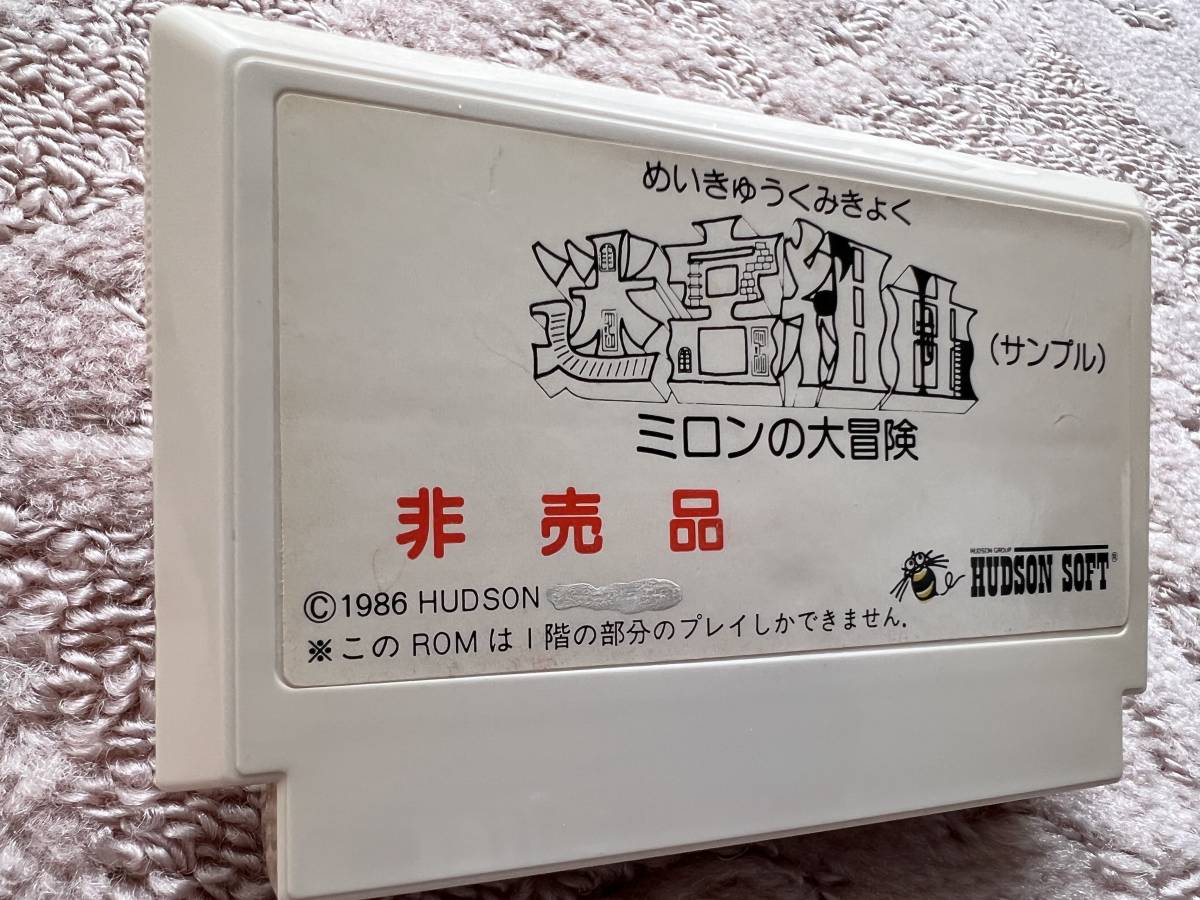 めいきゅうくみきょく
迷宮組曲
(サンプル)
ミロンの大冒険
非売品
HUDSON GROUP
HUDSON SOFT®
©1986 HUDSON
※このROMは1階の部分のプレイしかできません.